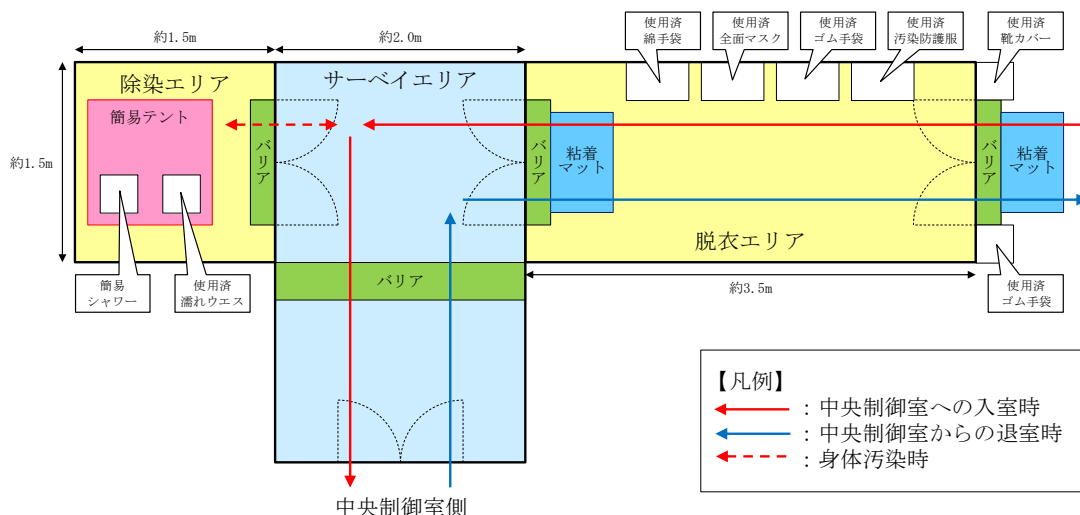 約1.5m
約2.0m
使用済
綿手袋
使用済
全面マスク
使用済
ゴム手袋
使用済
汚染防護服
使用済
靴カバー
除染エリア
サーベイエリア
簡易テント
バリア
バリア
粘着
マット
バリア
粘着
マット
約1.5m
脱衣エリア
簡易
シャワー
使用済
濡れウエス
バリア
約3.5m
使用済
ゴム手袋
【凡例】
：中央制御室への入室時
：中央制御室からの退室時
：身体汚染時
中央制御室側